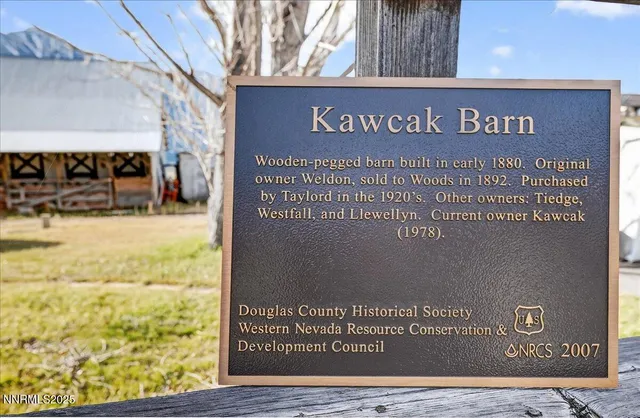 Kawcak Barn
Wooden-pegged barn built in early 1880. Original
owner Weldon, sold to Woods in 1892. Purchased
by Taylord in the 1920's. Other owners: Tiedge,
Westfall, and Llewellyn. Current owner Kawcak
(1978).
Douglas County Historical Society
Western Nevada Resource Conservation &
Development Council
U S
NRCS 2007
NNRMLS2025